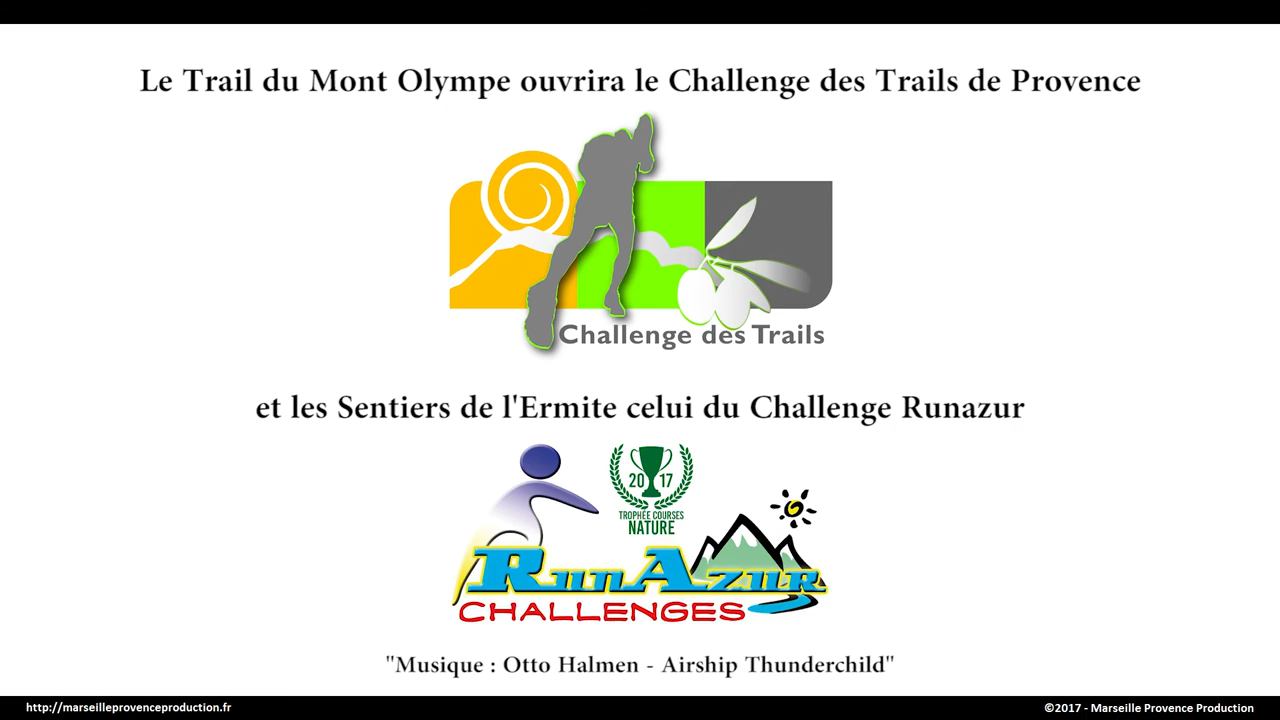 Le Trail du Mont Olympe ouvrira le Challenge des Trails de Provence
Challenge des Trails
et les Sentiers de l'Ermite celui du Challenge Runazur
20 17
TROPHÉE COURSES
NATURE
RUNAZUR
CHALLENGES
"Musique : Otto Halmen - Airship Thunderchild"
http://marseilleprovenceproduction.fr
©2017 - Marseille Provence Production